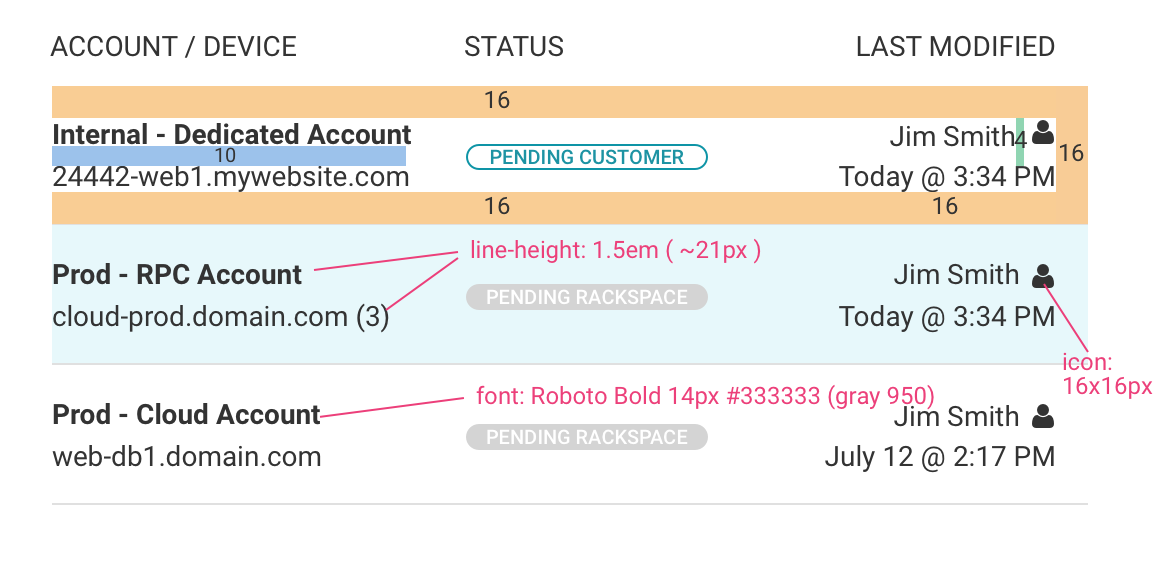 ACCOUNT / DEVICE STATUS LAST MODIFIED
16
Internal - Dedicated Account Jim Smith 4
10 PENDING CUSTOMER 16
24442-web1.mywebsite.com Today @ 3:34 PM
16 16
line-height: 1.5em ( ~21px )
Prod - RPC Account Jim Smith
PENDING RACKSPACE
cloud-prod.domain.com (3) Today @ 3:34 PM
icon:
16x16px
font: Roboto Bold 14px #333333 (gray 950)
Prod - Cloud Account Jim Smith
PENDING RACKSPACE
web-db1.domain.com July 12 @ 2:17 PM